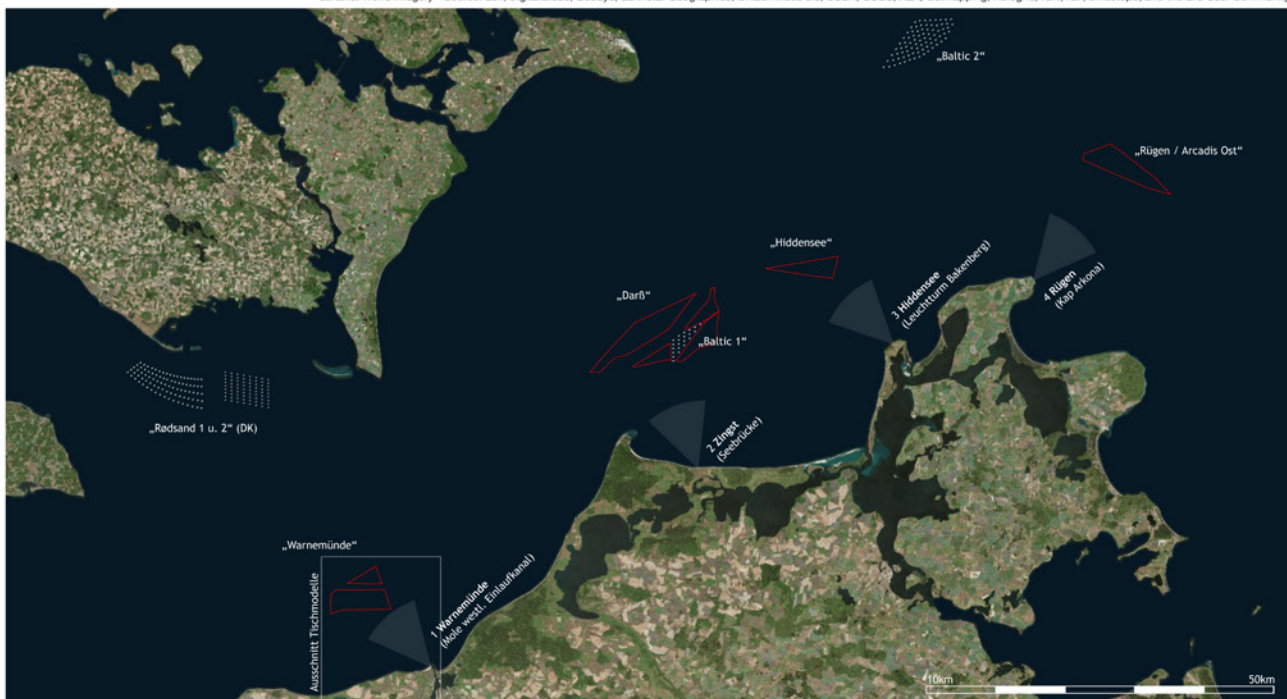 „Baltic 2“
„Rügen / Arcadis Ost“
„Hiddensee“
3 Hiddensee
(Leuchtturm Bakenberg)
4 Rügen
(Kap Arkona)
„Darß“
„Baltic 1“
„Rødsand 1 u. 2“ (DK)
2 Zingst
(Seebrücke)
„Warnemünde“
Ausschnitt Tischmodelle
1 Warnemünde
(Mole westl. Einlaufkanal)
10km
50km